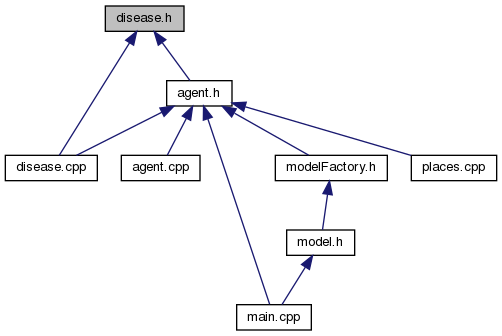 disease.h
agent.h
disease.cpp
agent.cpp
modelFactory.h
places.cpp
model.h
main.cpp